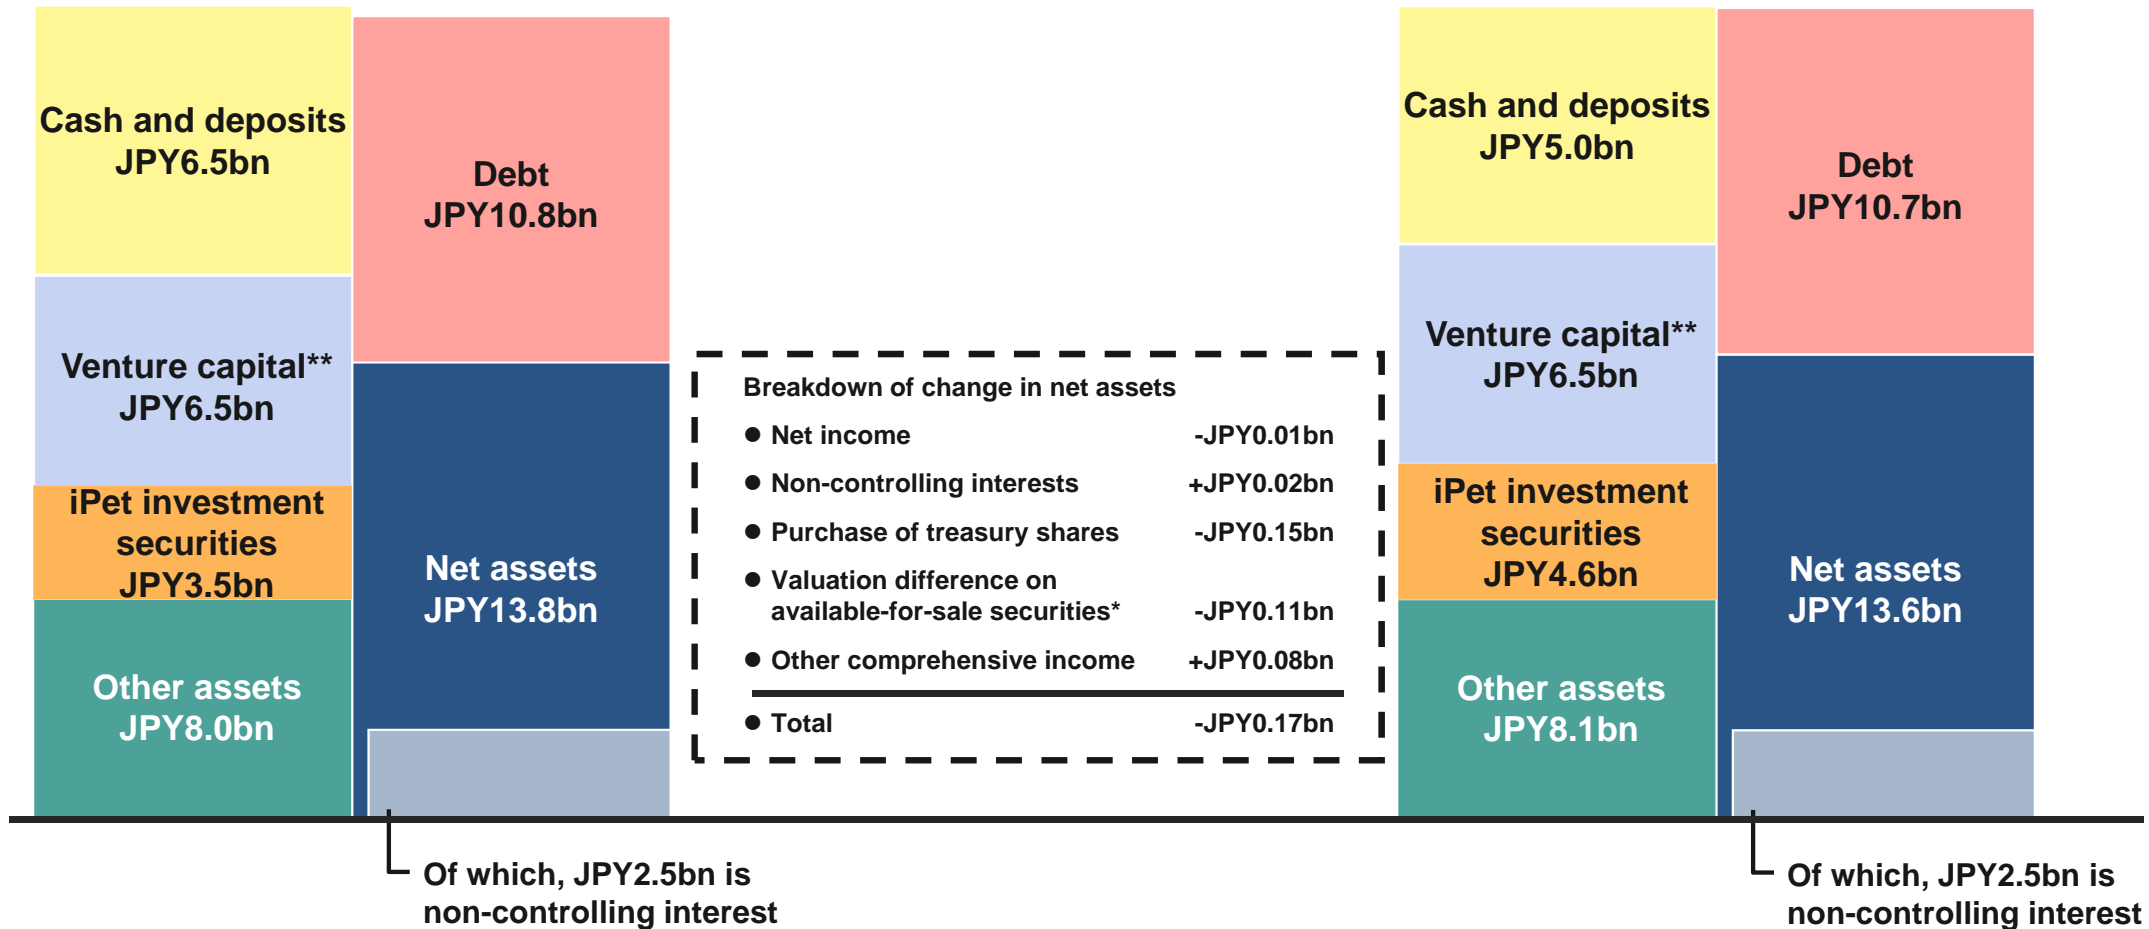 Cash and deposits
JPY6.5bn
Debt
JPY10.8bn
Venture capital**
JPY6.5bn
iPet investment
securities
JPY3.5bn
Net assets
JPY13.8bn
Other assets
JPY8.0bn
Of which, JPY2.5bn is
non-controlling interest
Breakdown of change in net assets
● Net income -JPY0.01bn
● Non-controlling interests +JPY0.02bn
● Purchase of treasury shares -JPY0.15bn
● Valuation difference on
available-for-sale securities* -JPY0.11bn
● Other comprehensive income +JPY0.08bn
● Total -JPY0.17bn
Cash and deposits
JPY5.0bn
Debt
JPY10.7bn
Venture capital**
JPY6.5bn
iPet investment
securities
JPY4.6bn
Net assets
JPY13.6bn
Other assets
JPY8.1bn
Of which, JPY2.5bn is
non-controlling interest